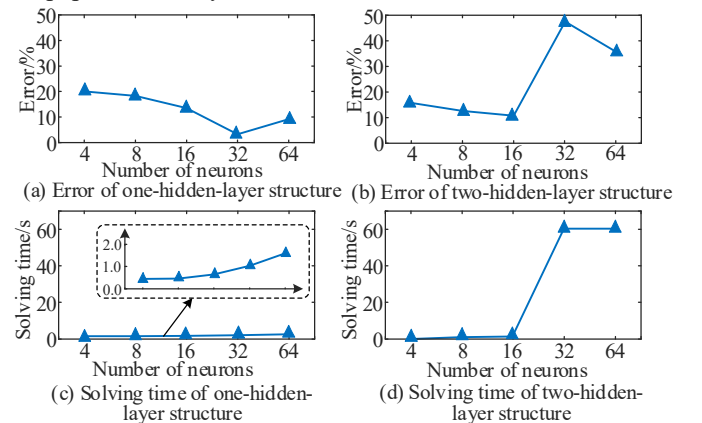 50
40
30
20
10
0
Error/%
4 8 16 32 64
Number of neurons
(a) Error of one-hidden-layer structure
50
40
30
20
10
0
Error/%
4 8 16 32 64
Number of neurons
(b) Error of two-hidden-layer structure
60
40
20
0
Solving time/s
2.0
1.0
0.0
4 8 16 32 64
Number of neurons
(c) Solving time of one-hidden-
layer structure
60
40
20
0
Solving time/s
4 8 16 32 64
Number of neurons
(d) Solving time of two-hidden-
layer structure